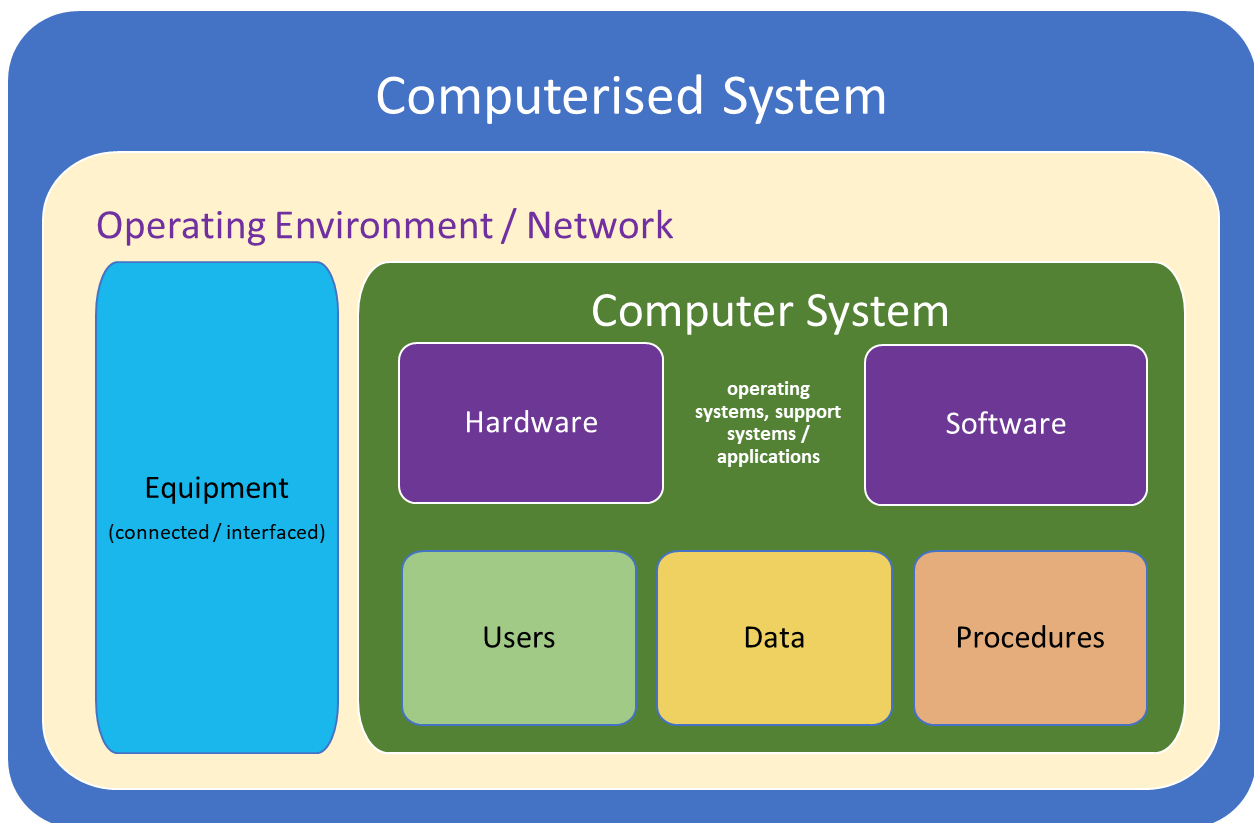 Computerised System
Operating Environment / Network
Computer System
Hardware
operating
systems, support
systems /
applications
Software
Equipment
(connected / interfaced)
Users
Data
Procedures